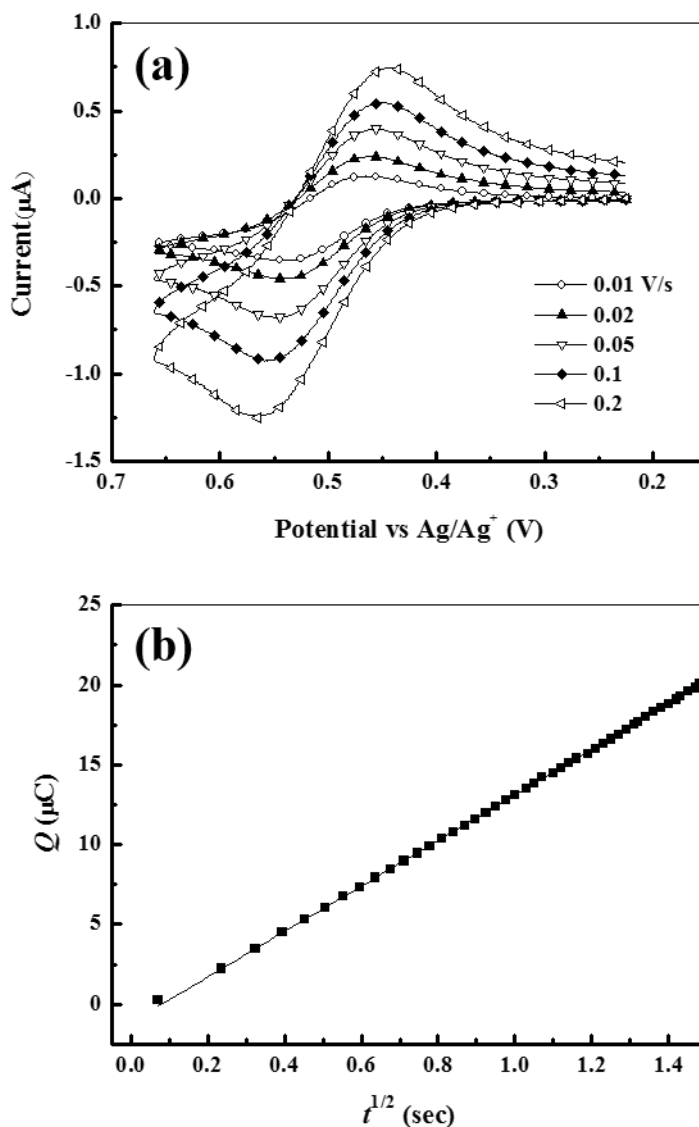 (a)
1.0
0.5
0.0
-0.5
-1.0
-1.5
Current(μA)
0.01 V/s
0.02
0.05
0.1
0.2
0.7 0.6 0.5 0.4 0.3 0.2
Potential vs Ag/Ag⁺ (V)
(b)
25
20
15
10
5
0
Q (μC)
0.0 0.2 0.4 0.6 0.8 1.0 1.2 1.4
t^{1/2} (sec)